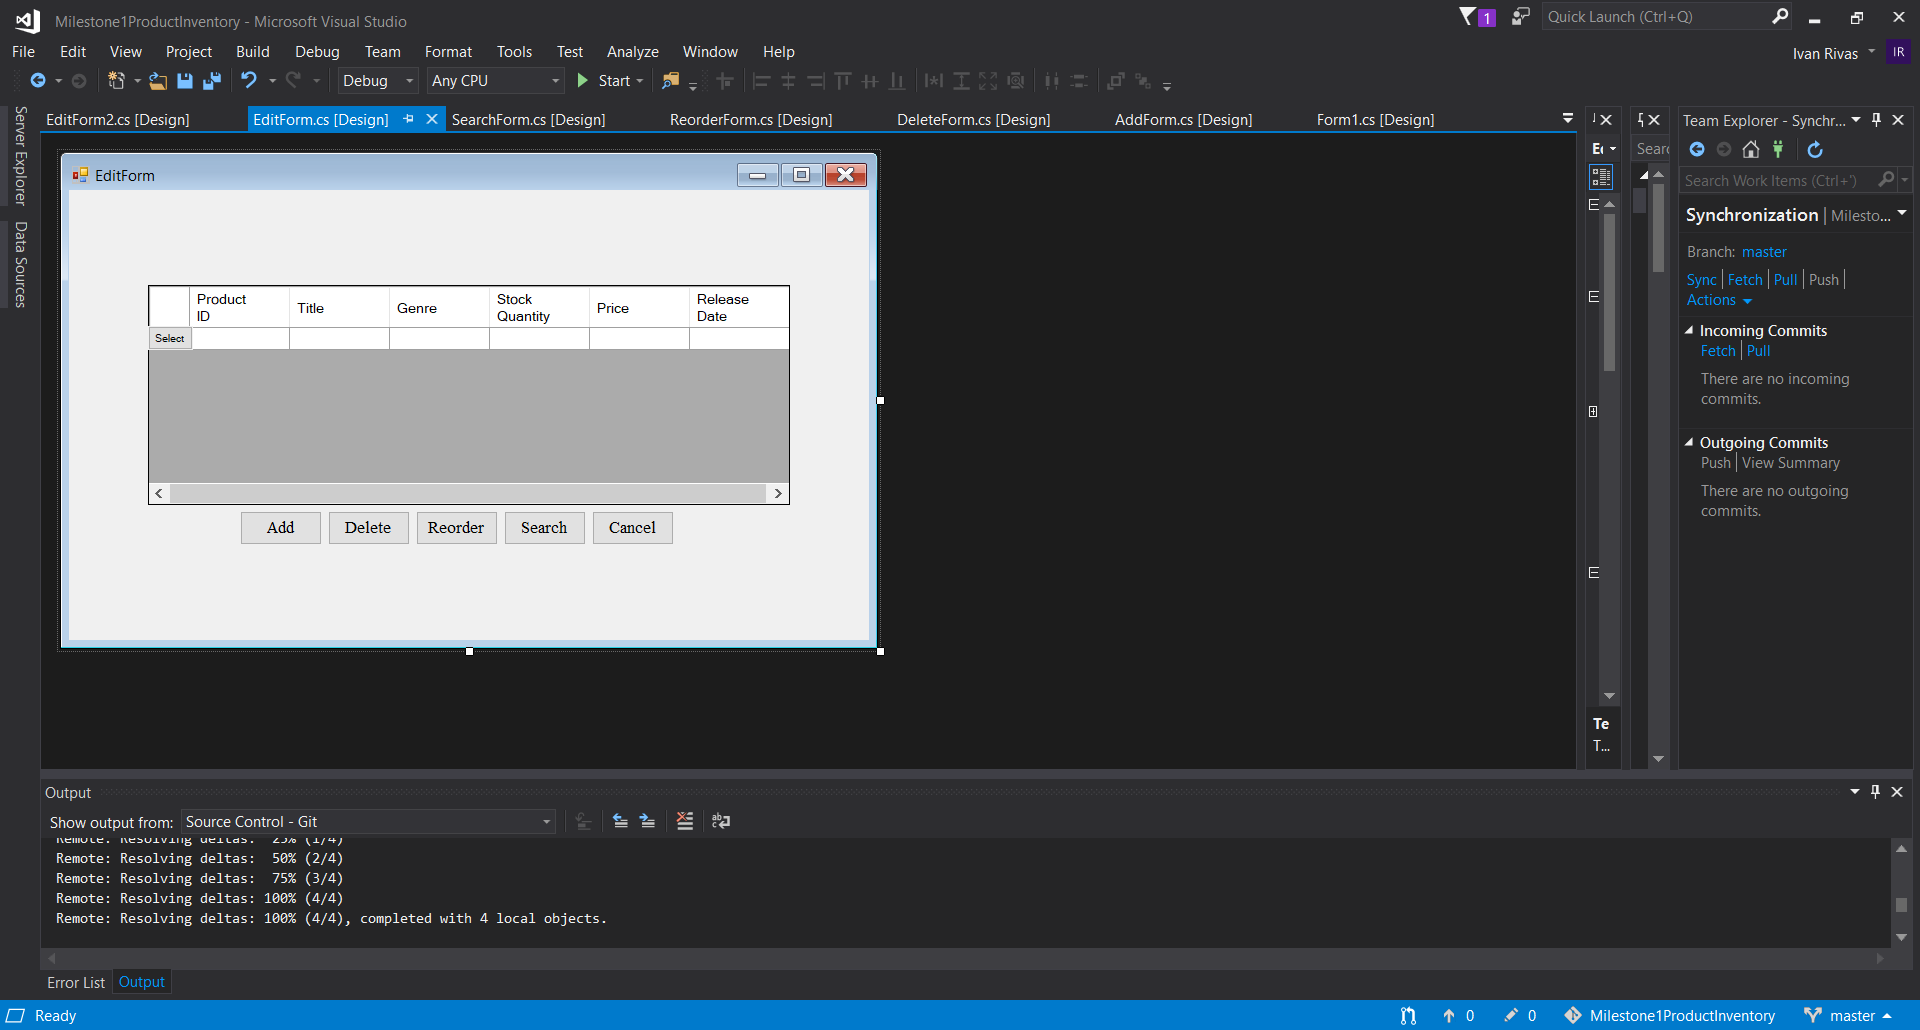 Milestone1ProductInventory - Microsoft Visual Studio
1
Quick Launch (Ctrl+Q)
File Edit View Project Build Debug Team Format Tools Test Analyze Window Help
Ivan Rivas IR
Debug Any CPU Start
Server Explorer
Data Sources
EditForm2.cs [Design] EditForm.cs [Design] SearchForm.cs [Design] ReorderForm.cs [Design] DeleteForm.cs [Design] AddForm.cs [Design] Form1.cs [Design]
EditForm
Product ID Title Genre Stock Quantity Price Release Date
Select
Add Delete Reorder Search Cancel
Te
T...
Team Explorer - Synchr...
Search Work Items (Ctrl+')
Synchronization | Milesto...
Branch: master
Sync | Fetch | Pull | Push |
Actions
Incoming Commits
Fetch | Pull
There are no incoming
commits.
Outgoing Commits
Push | View Summary
There are no outgoing
commits.
Output
Show output from: Source Control - Git
Remote: Resolving deltas: 25% (1/4)
Remote: Resolving deltas: 50% (2/4)
Remote: Resolving deltas: 75% (3/4)
Remote: Resolving deltas: 100% (4/4)
Remote: Resolving deltas: 100% (4/4), completed with 4 local objects.
Error List Output
Ready
0 0 Milestone1ProductInventory master